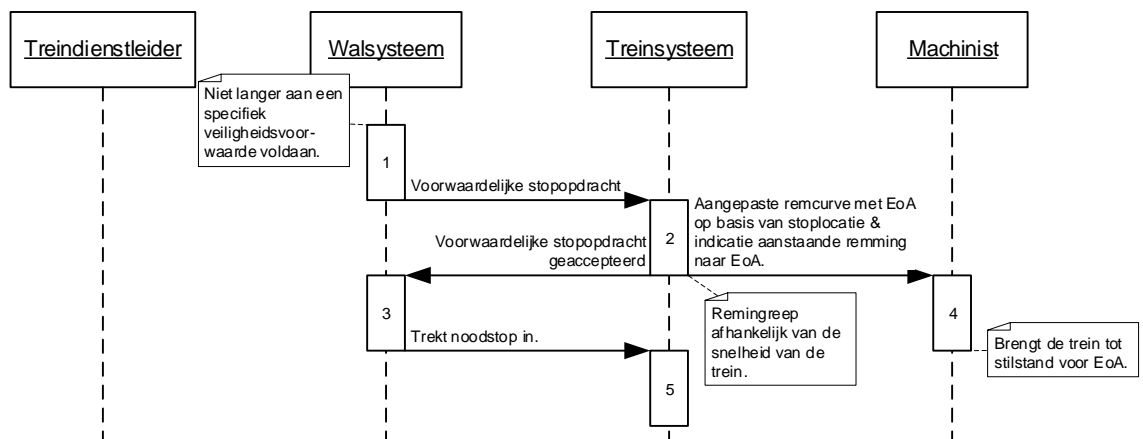 Treindienstleider
Walsysteem
Treinsysteem
Machinist
Niet langer aan een
specifiek
veiligheidsvoor-
waarde voldaan.
1
Voorwaardelijke stopopdracht
2
Aangepaste remcurve met EoA
op basis van stoplocatie &
indicatie aanstaande remming
naar EoA.
Voorwaardelijke stopopdracht
geaccepteerd
3
Remingreep
afhankelijk van de
snelheid van de
trein.
4
Trekt noodstop in.
Brengt de trein tot
stilstand voor EoA.
5